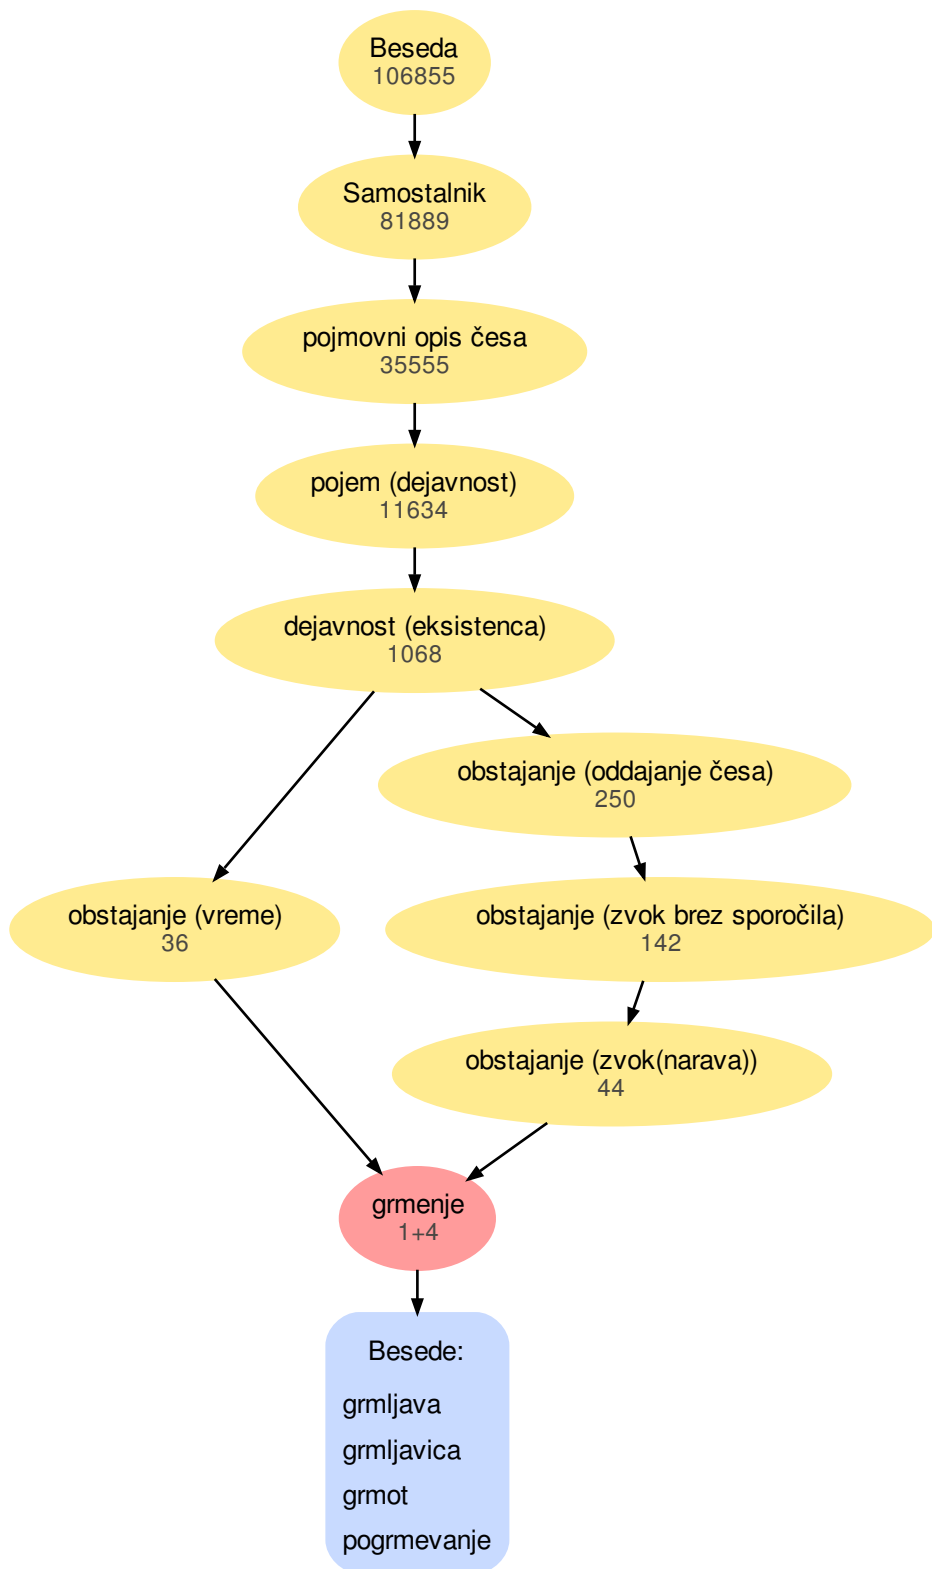 Beseda
106855
Samostalnik
81889
pojmovni opis česa
35555
pojem (dejavnost)
11634
dejavnost (eksistenca)
1068
obstajanje (oddajanje česa)
250
obstajanje (vreme)
36
obstajanje (zvok brez sporočila)
142
obstajanje (zvok(narava))
44
grmenje
1+4
Besede:
grmljava
grmljavica
grmot
pogrmevanje